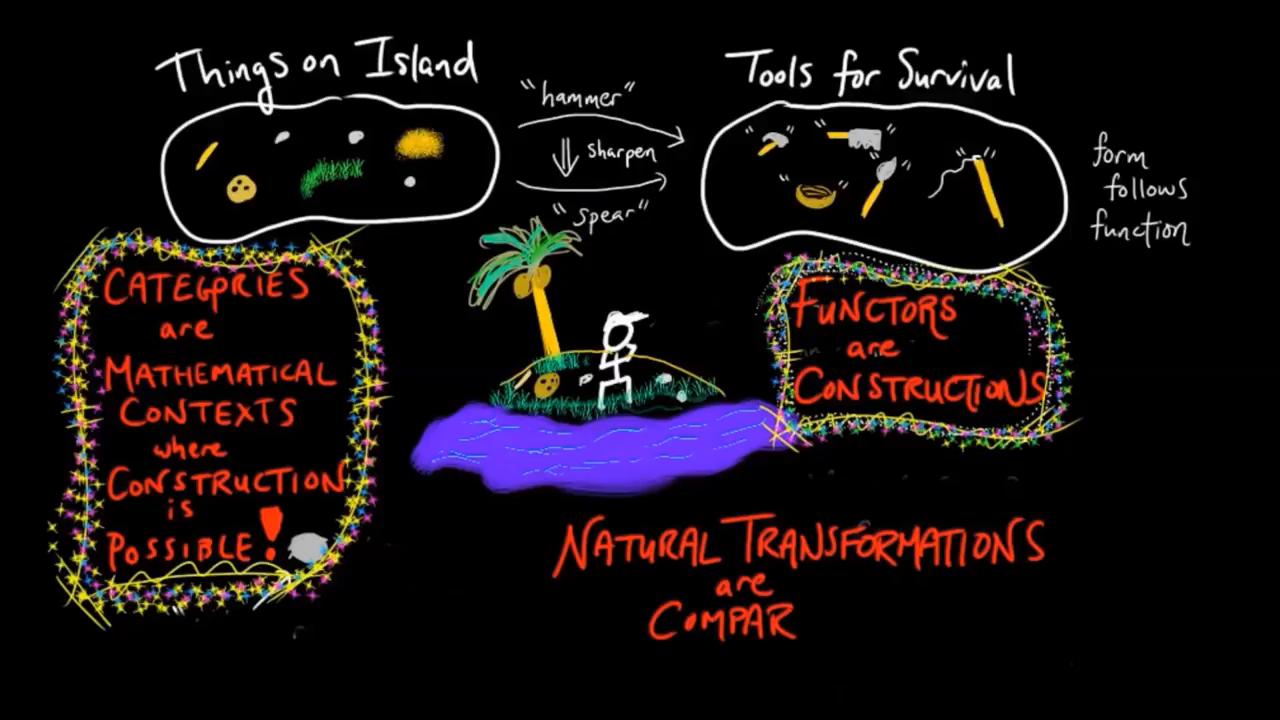 Things on Island
"hammer"
sharpen
"spear"
Tools for Survival
form
follows
function
CATEGORIES
are
MATHEMATICAL
CONTEXTS
where
CONSTRUCTION
is
POSSIBLE!
FUNCTORS
are
CONSTRUCTIONS
NATURAL TRANSFORMATIONS
are
COMPAR